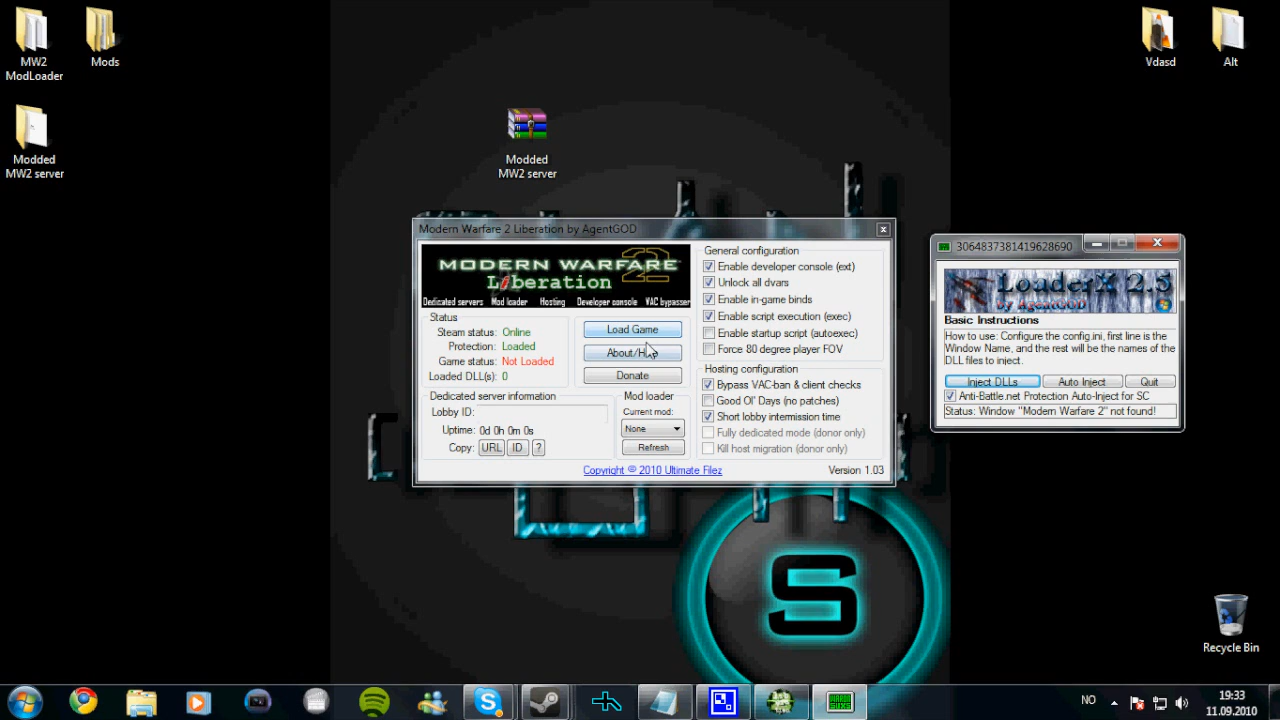 MW2
ModLoader
Mods
Modded
MW2 server
Modded
MW2 server
Vdasd
Alt
Modern Warfare 2 Liberation by AgentGOD
MODERN WARFARE 2
Liberation
Dedicated servers Mod loader Hosting Developer console VAC bypasser
Status
Steam status: Online
Protection: Loaded
Game status: Not Loaded
Loaded DLL(s): 0
Load Game
Donate
Dedicated server information
Lobby ID:
Uptime: 0d 0h 0m 0s
Copy: URL ID ?
Mod loader
Current mod:
None
Refresh
General configuration
Enable developer console (ext)
Unlock all dvars
Enable in-game binds
Enable script execution (exec)
Enable startup script (autoexec)
Force 80 degree player FOV
Hosting configuration
Bypass VAC-ban & client checks
Good Ol' Days (no patches)
Short lobby intermission time
Fully dedicated mode (donor only)
Kill host migration (donor only)
Copyright © 2010 Ultimate Filez
Version 1.03
3064837381419628690
LoaderX 2.5
by AgentGOD
Basic Instructions
How to use: Configure the config.ini, first line is the
Window Name, and the rest will be the names of the
DLL files to inject.
Inject DLLs Auto Inject Quit
Anti-Battle.net Protection Auto-Inject for SC
Status: Window "Modern Warfare 2" not found!
S
Recycle Bin
NO
19:33
11.09.2010